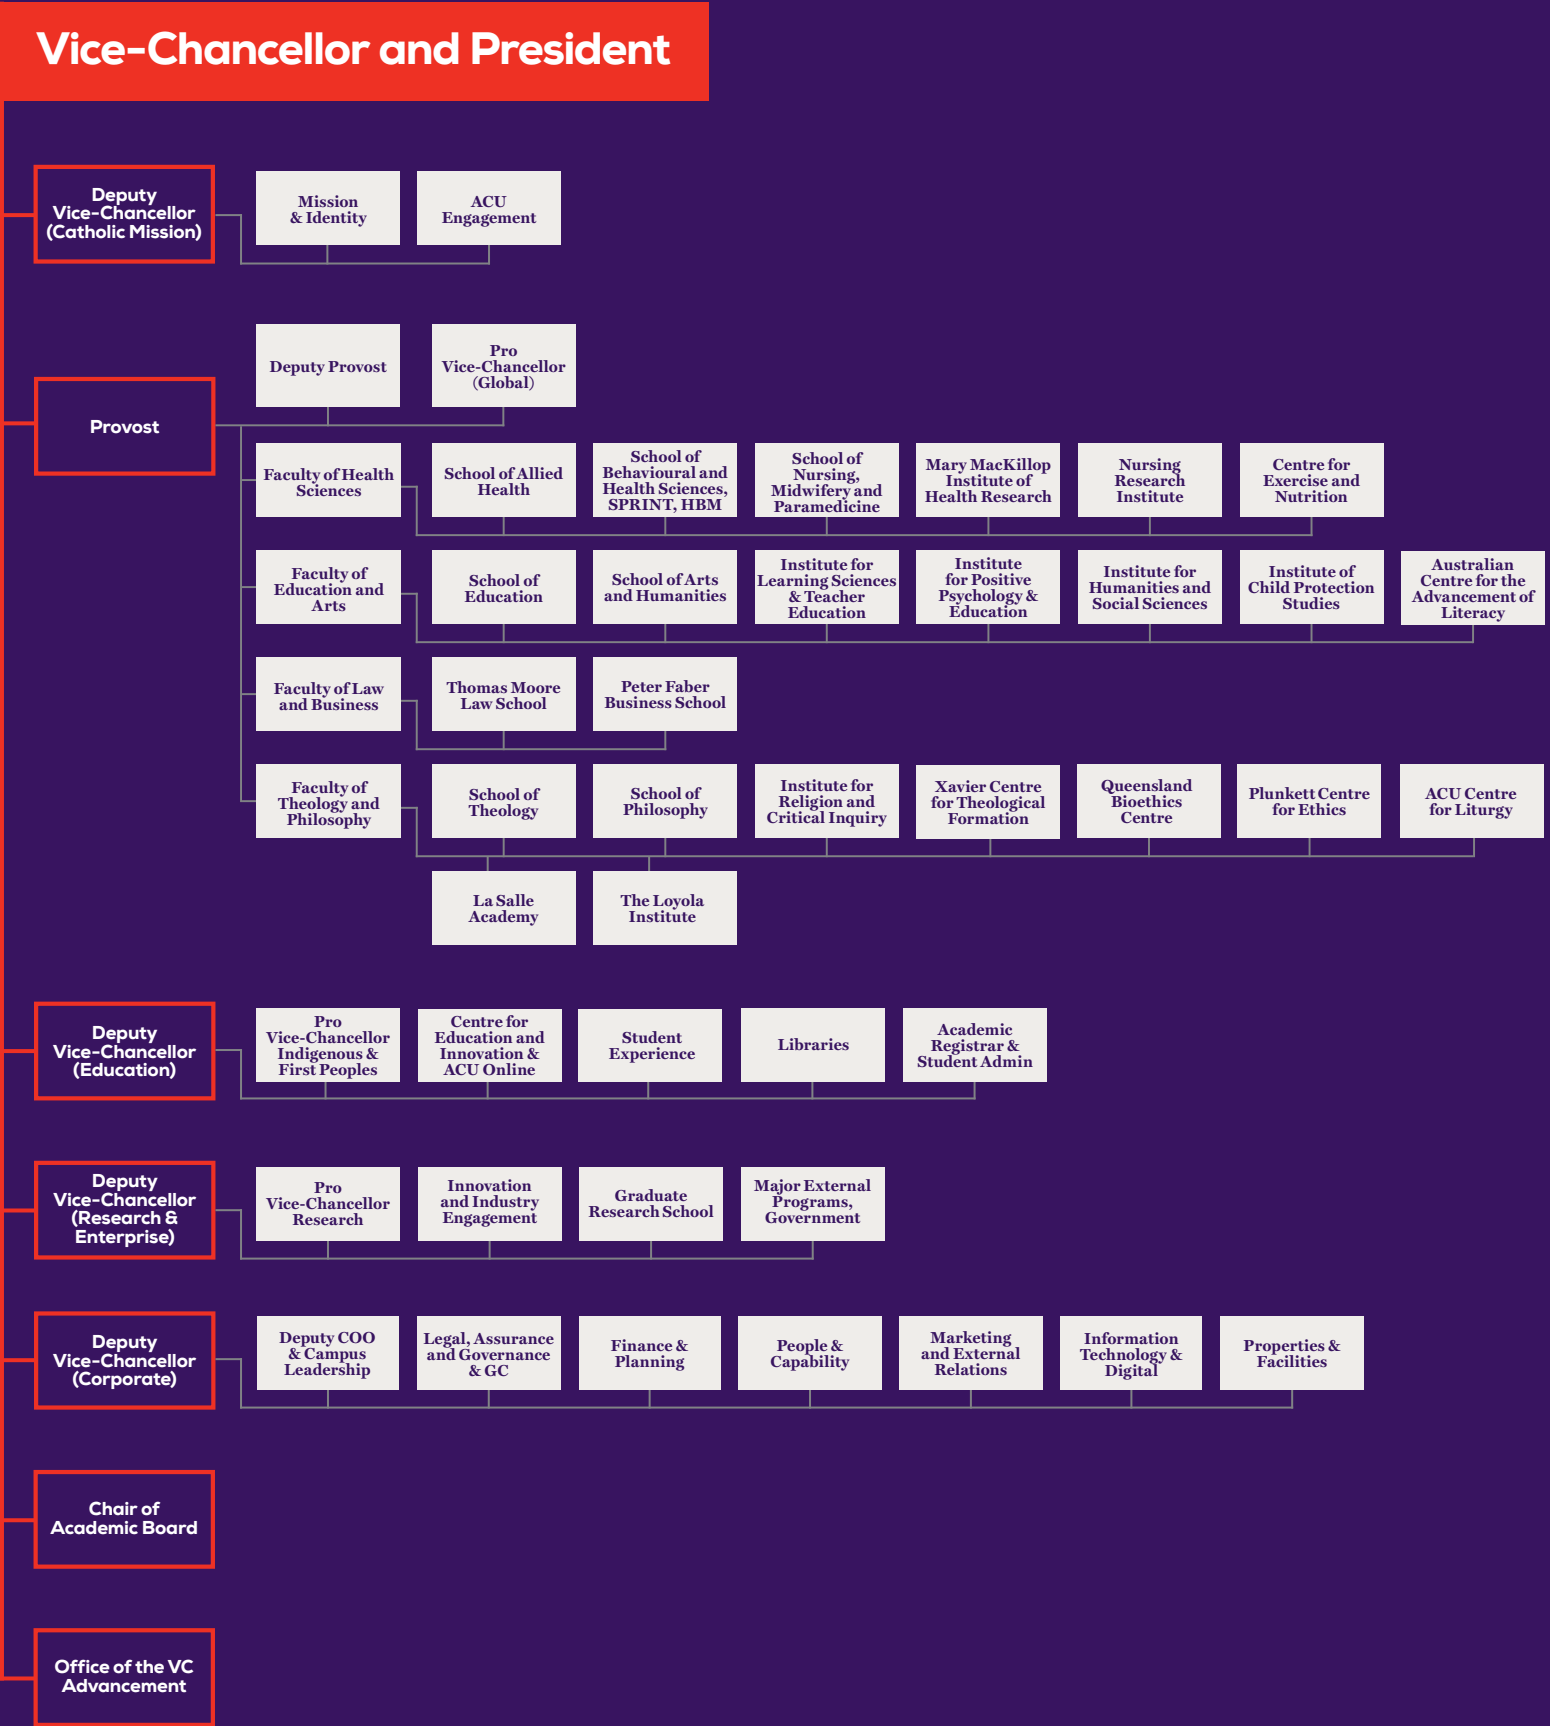 Vice-Chancellor and President
Deputy
Vice-Chancellor
(Catholic Mission)
Mission
& Identity
ACU
Engagement
Provost
Deputy Provost
Pro
Vice-Chancellor
(Global)
Faculty of Health
Sciences
School of Allied
Health
School of
Behavioural and
Health Sciences,
SPRINT, HBM
School of
Nursing,
Midwifery and
Paramedicine
Mary MacKillop
Institute of
Health Research
Nursing
Research
Institute
Centre for
Exercise and
Nutrition
Faculty of
Education and
Arts
School of
Education
School of Arts
and Humanities
Institute for
Learning Sciences
& Teacher
Education
Institute
for Positive
Psychology &
Education
Institute for
Humanities and
Social Sciences
Institute of
Child Protection
Studies
Australian
Centre for the
Advancement of
Literacy
Faculty of Law
and Business
Thomas Moore
Law School
Peter Faber
Business School
Faculty of
Theology and
Philosophy
School of
Theology
School of
Philosophy
Institute for
Religion and
Critical Inquiry
Xavier Centre
for Theological
Formation
Queensland
Bioethics
Centre
Plunkett Centre
for Ethics
ACU Centre
for Liturgy
La Salle
Academy
The Loyola
Institute
Deputy
Vice-Chancellor
(Education)
Pro
Vice-Chancellor
Indigenous &
First Peoples
Centre for
Education and
Innovation &
ACU Online
Student
Experience
Libraries
Academic
Registrar &
Student Admin
Deputy
Vice-Chancellor
(Research &
Enterprise)
Pro
Vice-Chancellor
Research
Innovation
and Industry
Engagement
Graduate
Research School
Major External
Programs,
Government
Deputy
Vice-Chancellor
(Corporate)
Deputy COO
& Campus
Leadership
Legal, Assurance
and Governance
& GC
Finance &
Planning
People &
Capability
Marketing
and External
Relations
Information
Technology &
Digital
Properties &
Facilities
Chair of
Academic Board
Office of the VC
Advancement